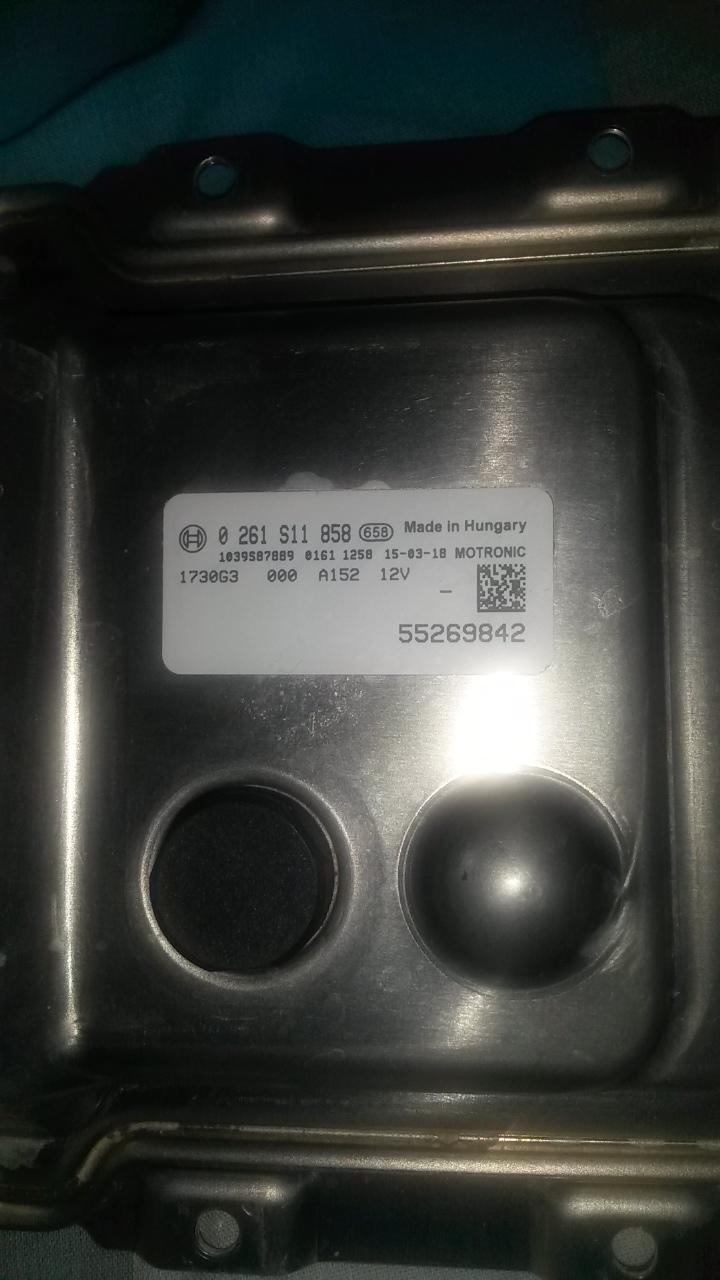 0 261 S11 858 658 Made in Hungary
1039S87889 0161 1258 15-03-18 MOTRONIC
1730G3 000 A152 12V
-
55269842